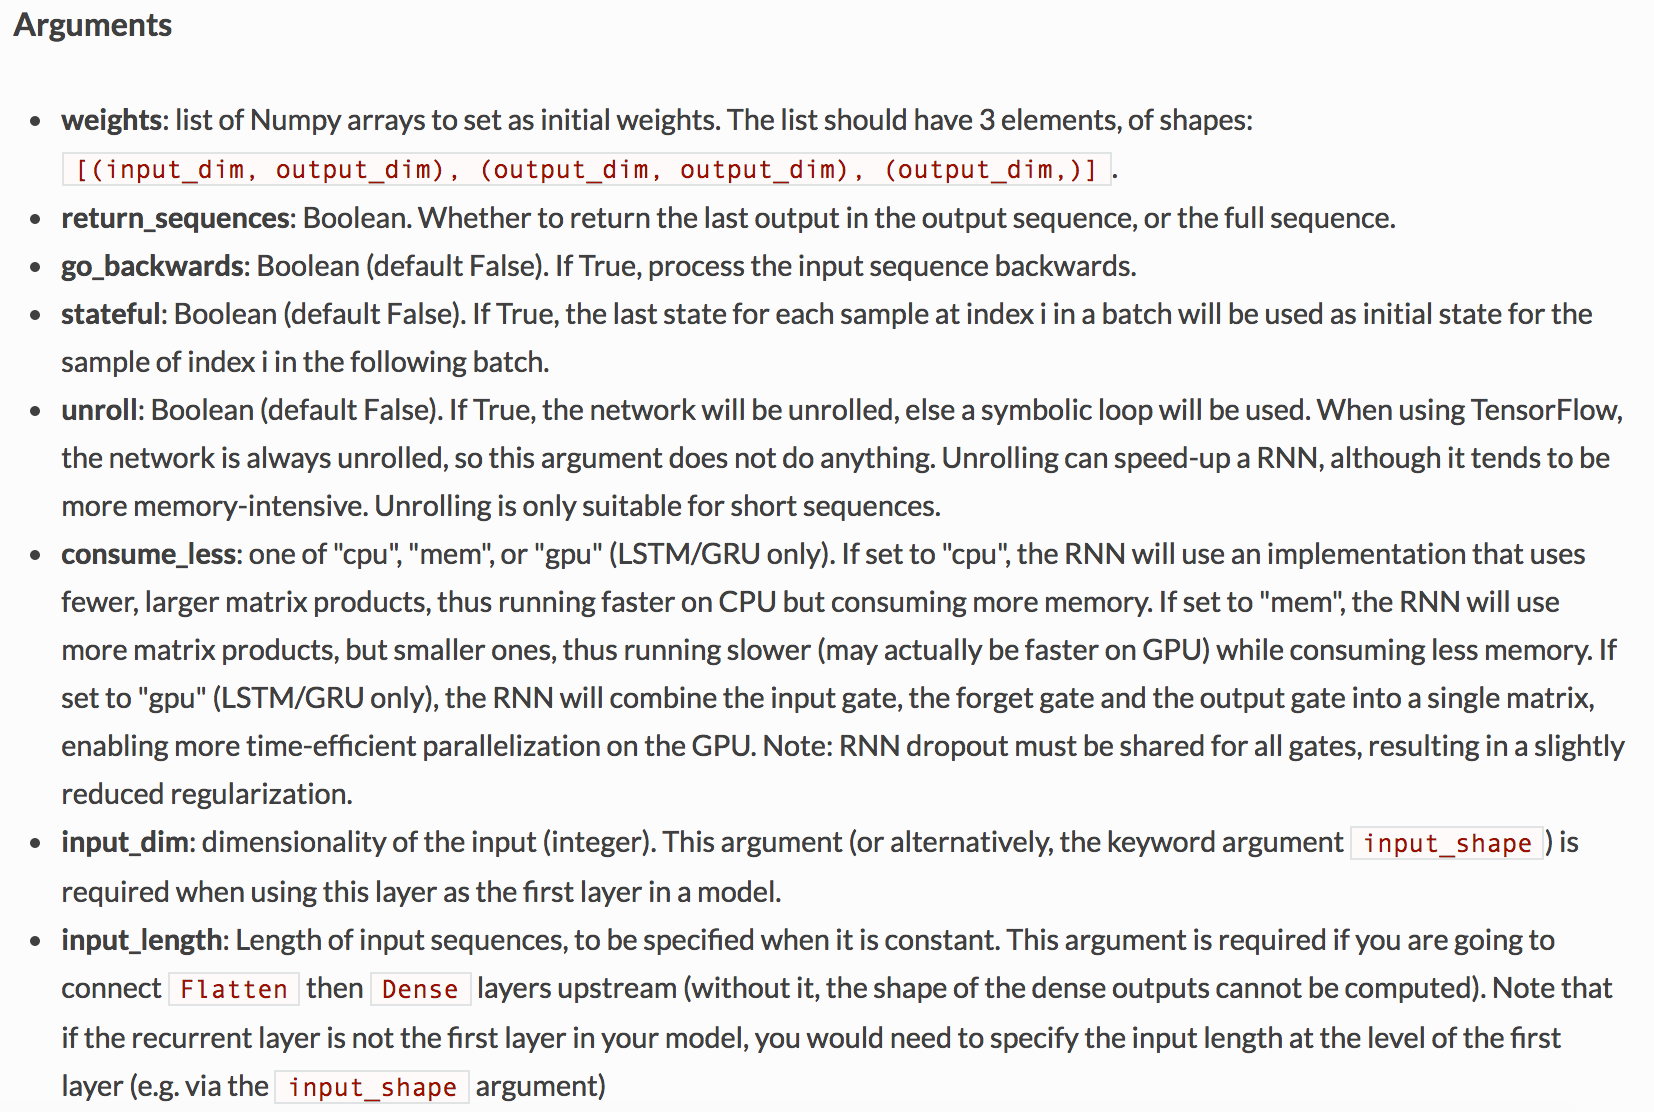 Arguments
weights: list of Numpy arrays to set as initial weights. The list should have 3 elements, of shapes:
[(input_dim, output_dim), (output_dim, output_dim), (output_dim,)] .
return_sequences: Boolean. Whether to return the last output in the output sequence, or the full sequence.
go_backwards: Boolean (default False). If True, process the input sequence backwards.
stateful: Boolean (default False). If True, the last state for each sample at index i in a batch will be used as initial state for the
sample of index i in the following batch.
unroll: Boolean (default False). If True, the network will be unrolled, else a symbolic loop will be used. When using TensorFlow,
the network is always unrolled, so this argument does not do anything. Unrolling can speed-up a RNN, although it tends to be
more memory-intensive. Unrolling is only suitable for short sequences.
consume_less: one of "cpu", "mem", or "gpu" (LSTM/GRU only). If set to "cpu", the RNN will use an implementation that uses
fewer, larger matrix products, thus running faster on CPU but consuming more memory. If set to "mem", the RNN will use
more matrix products, but smaller ones, thus running slower (may actually be faster on GPU) while consuming less memory. If
set to "gpu" (LSTM/GRU only), the RNN will combine the input gate, the forget gate and the output gate into a single matrix,
enabling more time-efficient parallelization on the GPU. Note: RNN dropout must be shared for all gates, resulting in a slightly
reduced regularization.
input_dim: dimensionality of the input (integer). This argument (or alternatively, the keyword argument input_shape ) is
required when using this layer as the first layer in a model.
input_length: Length of input sequences, to be specified when it is constant. This argument is required if you are going to
connect Flatten then Dense layers upstream (without it, the shape of the dense outputs cannot be computed). Note that
if the recurrent layer is not the first layer in your model, you would need to specify the input length at the level of the first
layer (e.g. via the input_shape argument)